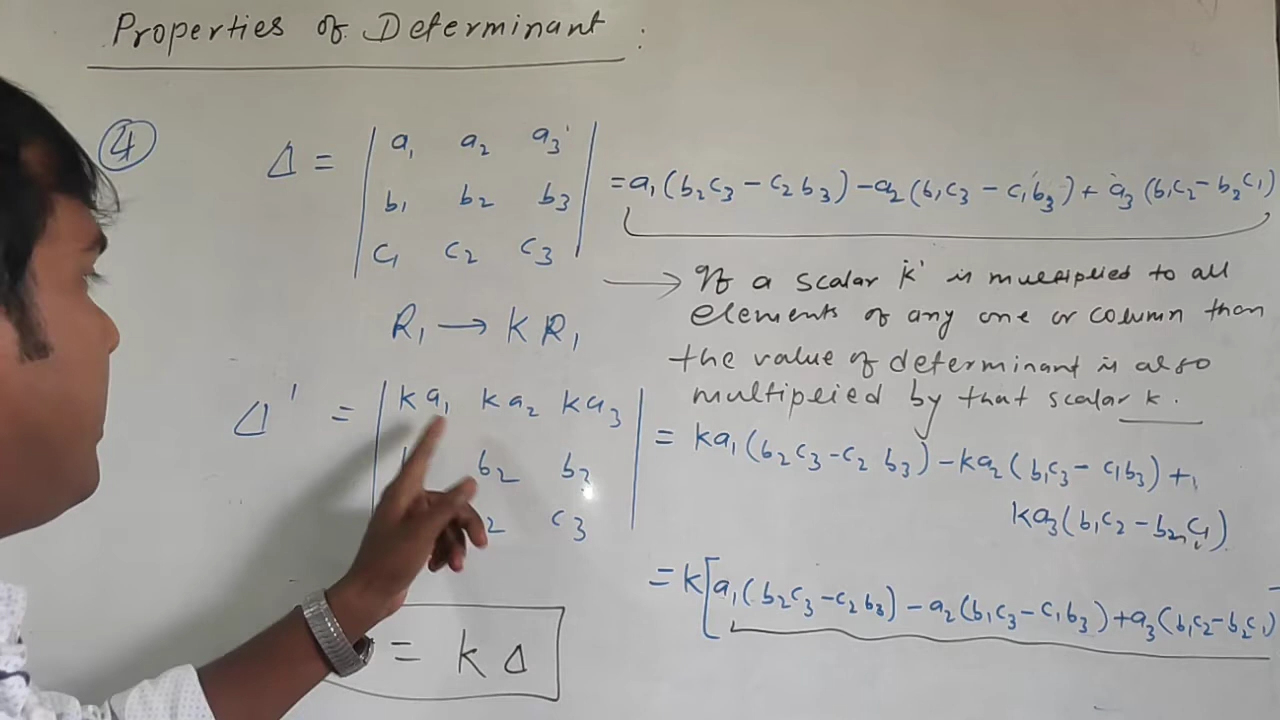 Properties of Determinant :
④
Δ = | a₁ a₂ a₃ | = a₁(b₂c₃ − c₂b₃) − a₂(b₁c₃ − c₁b₃) + a₃(b₁c₂ − b₂c₁)
b₁ b₂ b₃
c₁ c₂ c₃
→ If a scalar 'k' is multiplied to all
elements of any one or column than
the value of determinant is also
multiplied by that scalar k.
R₁ → K R₁
Δ' = | ka₁ ka₂ ka₃ | = ka₁(b₂c₃ − c₂b₃) − ka₂(b₁c₃ − c₁b₃) +
b₂ b₃
c₃
ka₃(b₁c₂ − b₂c₁)
= k[a₁(b₂c₃ − c₂b₃) − a₂(b₁c₃ − c₁b₃) + a₃(b₁c₂ − b₂c₁)
= k Δ